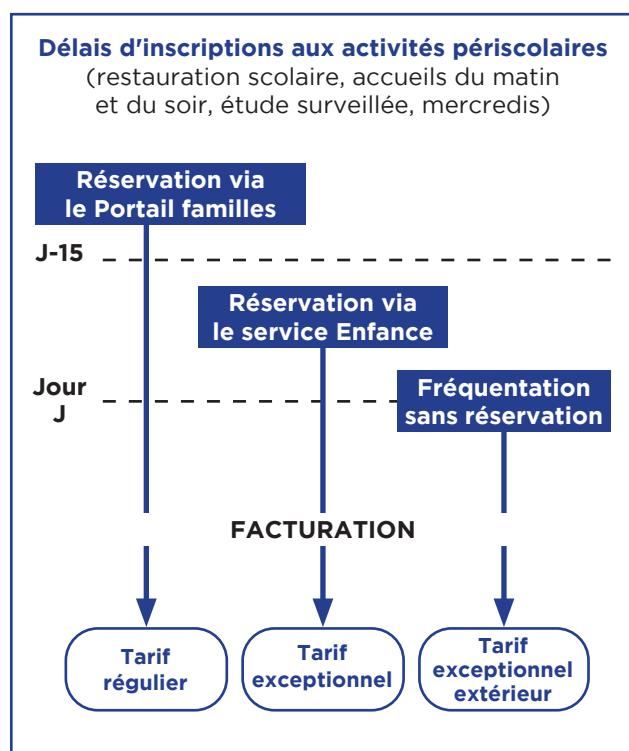 Délais d'inscriptions aux activités périscolaires
(restauration scolaire, accueils du matin
et du soir, étude surveillée, mercredis)
Réservation via
le Portail familles
J-15
Réservation via
le service Enfance
Jour
J
Fréquentation
sans réservation
FACTURATION
Tarif
régulier
Tarif
exceptionnel
Tarif
exceptionnel
extérieur